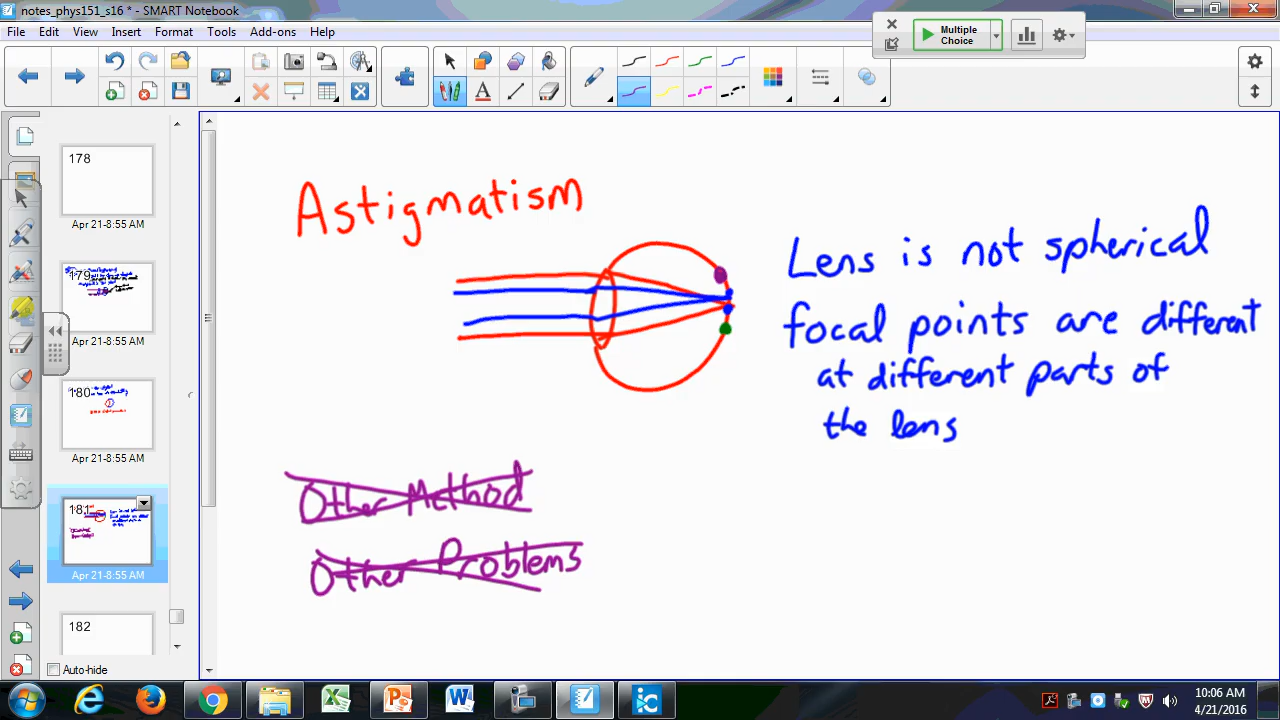 notes_phys151_s16 * - SMART Notebook
File Edit View Insert Format Tools Add-ons Help
Multiple
Choice
178
Apr 21-8:55 AM
179
Apr 21-8:55 AM
180
Apr 21-8:55 AM
181
Apr 21-8:55 AM
182
Auto-hide
Astigmatism
Lens is not spherical
focal points are different
at different parts of
the lens
Other Method
Other Problems
10:06 AM
4/21/2016